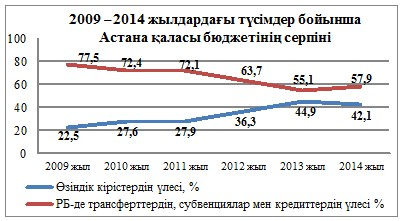 2009 –2014 жылдардағы түсімдер бойынша
Астана қаласы бюджетінің серпіні
100
80
60
40
20
0
77,5 72,4 72,1 63,7 55,1 57,9
22,5 27,6 27,9 36,3 44,9 42,1
2009 жыл 2010 жыл 2011 жыл 2012 жыл 2013 жыл 2014 жыл
Өзіндік кірістердің үлесі, %
РБ-де трансферттердің, субвенциялар мен кредиттердің үлесі %